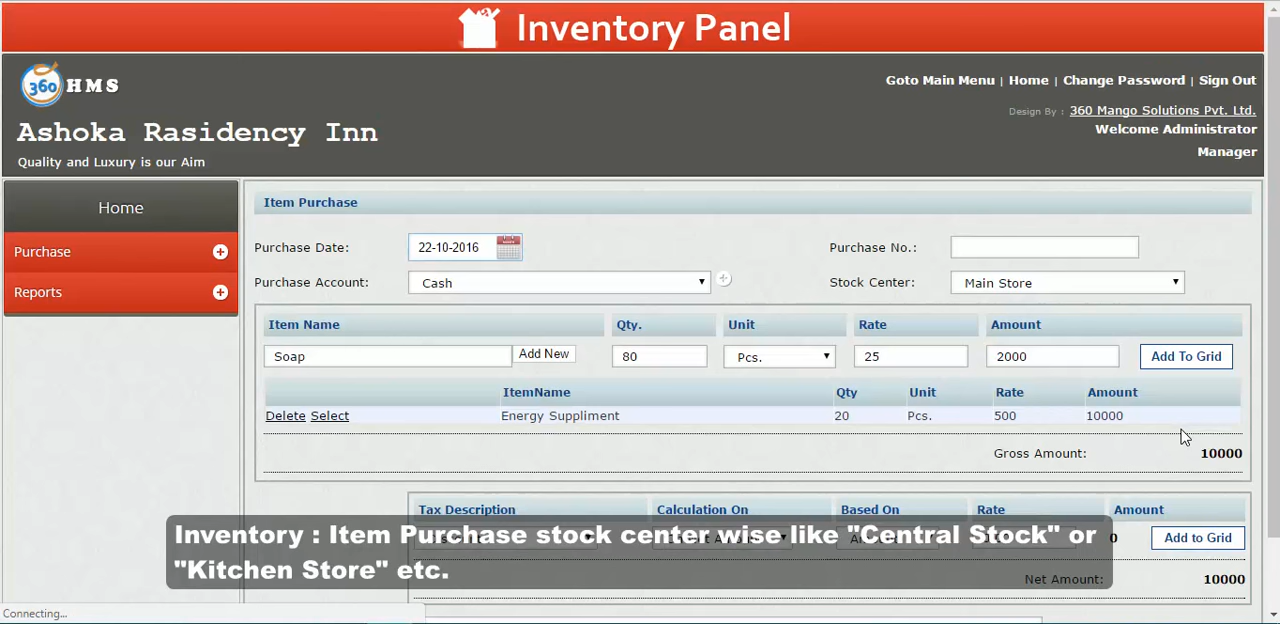 Inventory Panel
360 HMS
Goto Main Menu | Home | Change Password | Sign Out
Design By : 360 Mango Solutions Pvt. Ltd.
Ashoka Rasidency Inn
Welcome Administrator
Quality and Luxury is our Aim
Manager
Home
Purchase
Reports
Item Purchase
Purchase Date: 22-10-2016 Purchase No.:
Purchase Account: Cash Stock Center: Main Store
Item Name Qty. Unit Rate Amount
Soap Add New 80 Pcs. 25 2000 Add To Grid
ItemName Qty Unit Rate Amount
Delete Select Energy Suppliment 20 Pcs. 500 10000
Gross Amount: 10000
Tax Description Calculation On Based On Rate Amount
0 Add to Grid
Inventory : Item Purchase stock center wise like "Central Stock" or
"Kitchen Store" etc.
Net Amount: 10000
Connecting...